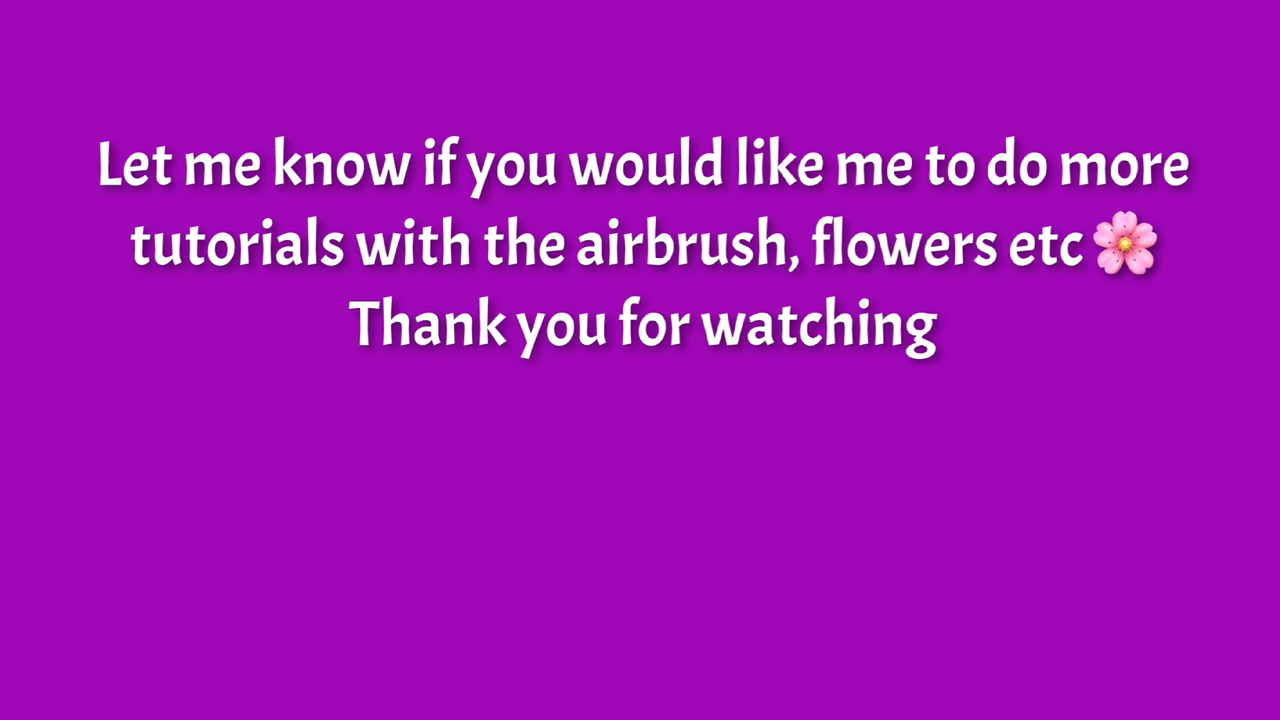 Let me know if you would like me to do more
tutorials with the airbrush, flowers etc🌸
Thank you for watching